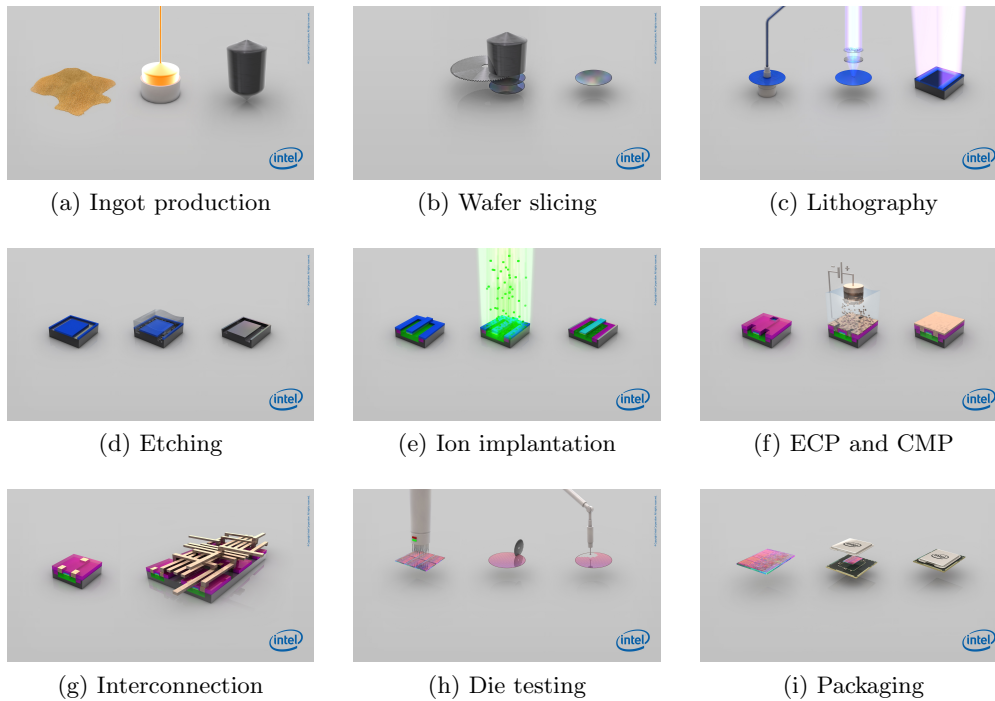 intel
intel
intel
(a) Ingot production
(b) Wafer slicing
(c) Lithography
intel
intel
intel
(d) Etching
(e) Ion implantation
(f) ECP and CMP
intel
intel
intel
(g) Interconnection
(h) Die testing
(i) Packaging